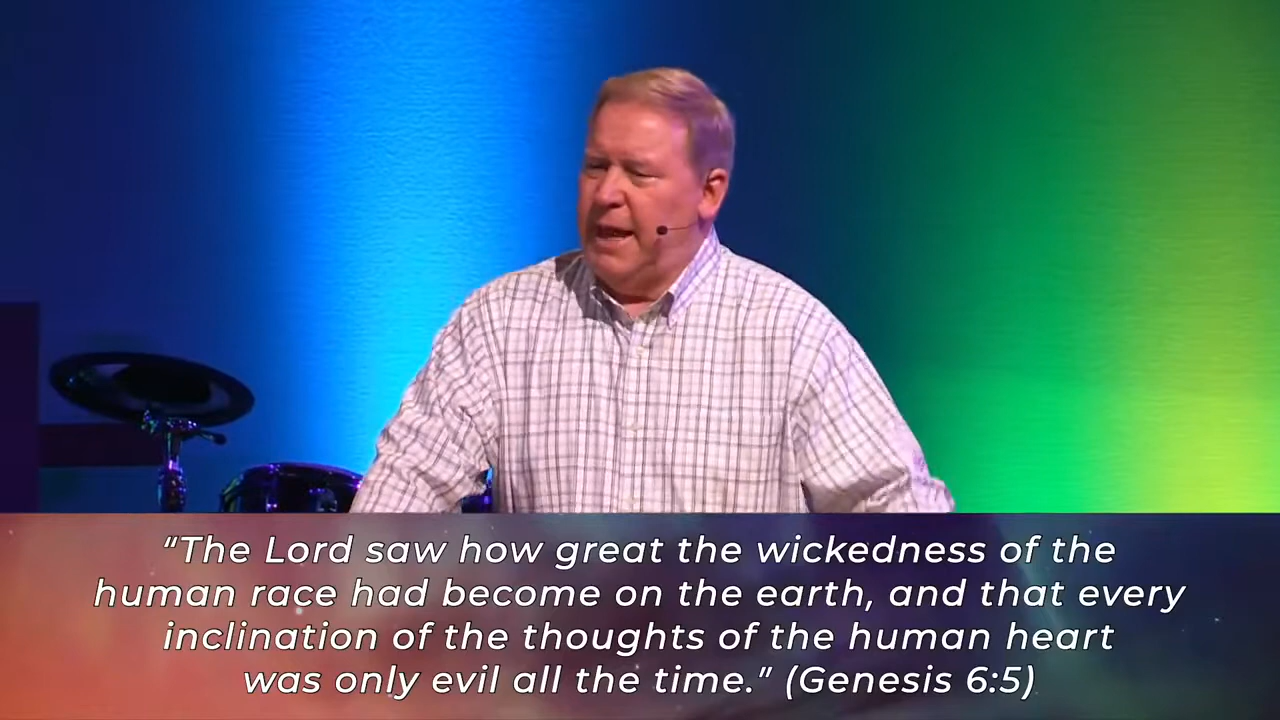 “The Lord saw how great the wickedness of the
human race had become on the earth, and that every
inclination of the thoughts of the human heart
was only evil all the time.” (Genesis 6:5)